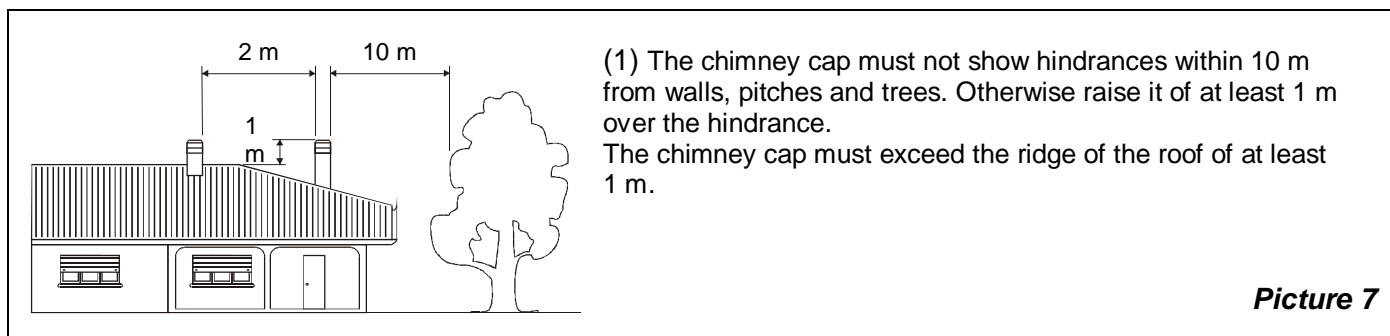 2 m 10 m
1
m
(1) The chimney cap must not show hindrances within 10 m
from walls, pitches and trees. Otherwise raise it of at least 1 m
over the hindrance.
The chimney cap must exceed the ridge of the roof of at least
1 m.
Picture 7